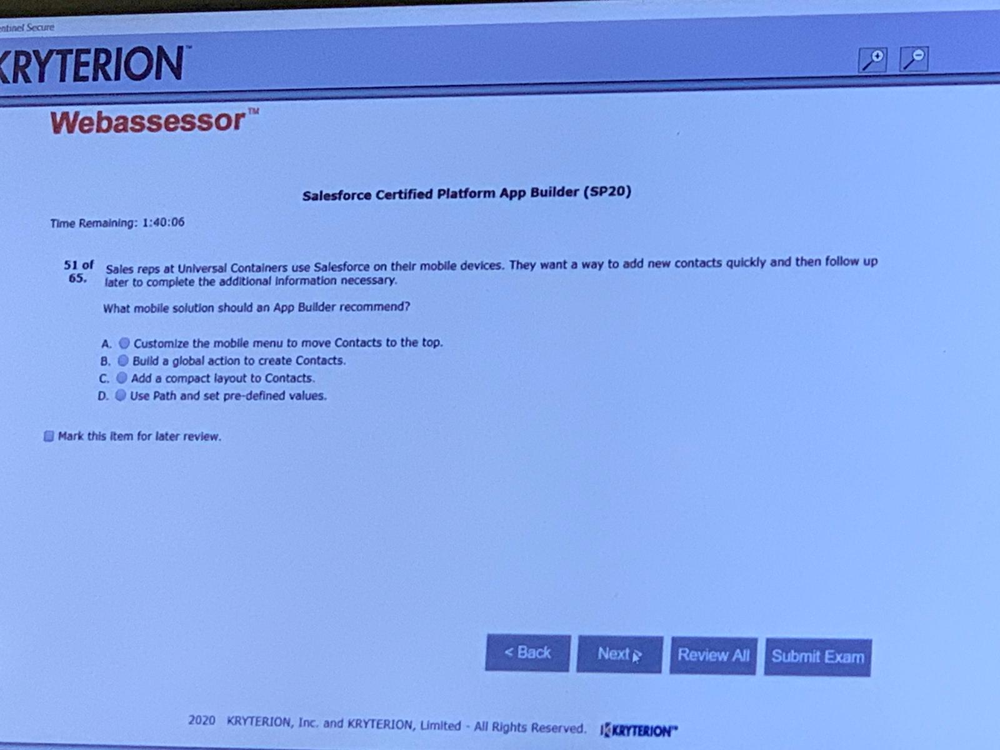 Sentinel Secure
KRYTERION™
Webassessor™
Salesforce Certified Platform App Builder (SP20)
Time Remaining: 1:40:06
51 of 65. Sales reps at Universal Containers use Salesforce on their mobile devices. They want a way to add new contacts quickly and then follow up
later to complete the additional information necessary.
What mobile solution should an App Builder recommend?
A. Customize the mobile menu to move Contacts to the top.
B. Build a global action to create Contacts.
C. Add a compact layout to Contacts.
D. Use Path and set pre-defined values.
Mark this item for later review.
< Back Next > Review All Submit Exam
2020 KRYTERION, Inc. and KRYTERION, Limited - All Rights Reserved. KRYTERION™